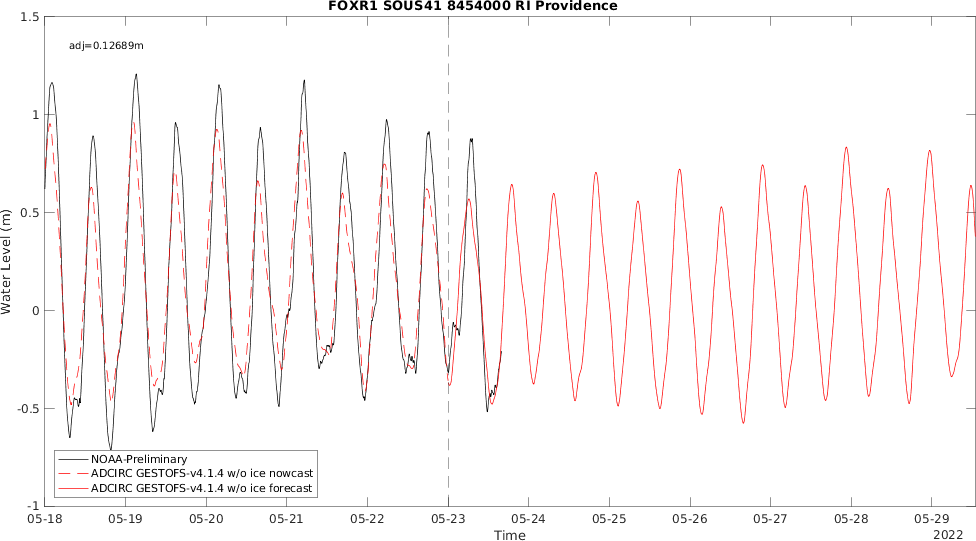 FOXR1 SOUS41 8454000 RI Providence
adj=0.12689m
1.5
1
0.5
0
-0.5
-1
Water Level (m)
NOAA-Preliminary
ADCIRC GESTOFS-v4.1.4 w/o ice nowcast
ADCIRC GESTOFS-v4.1.4 w/o ice forecast
05-18 05-19 05-20 05-21 05-22 05-23 05-24 05-25 05-26 05-27 05-28 05-29
Time
2022